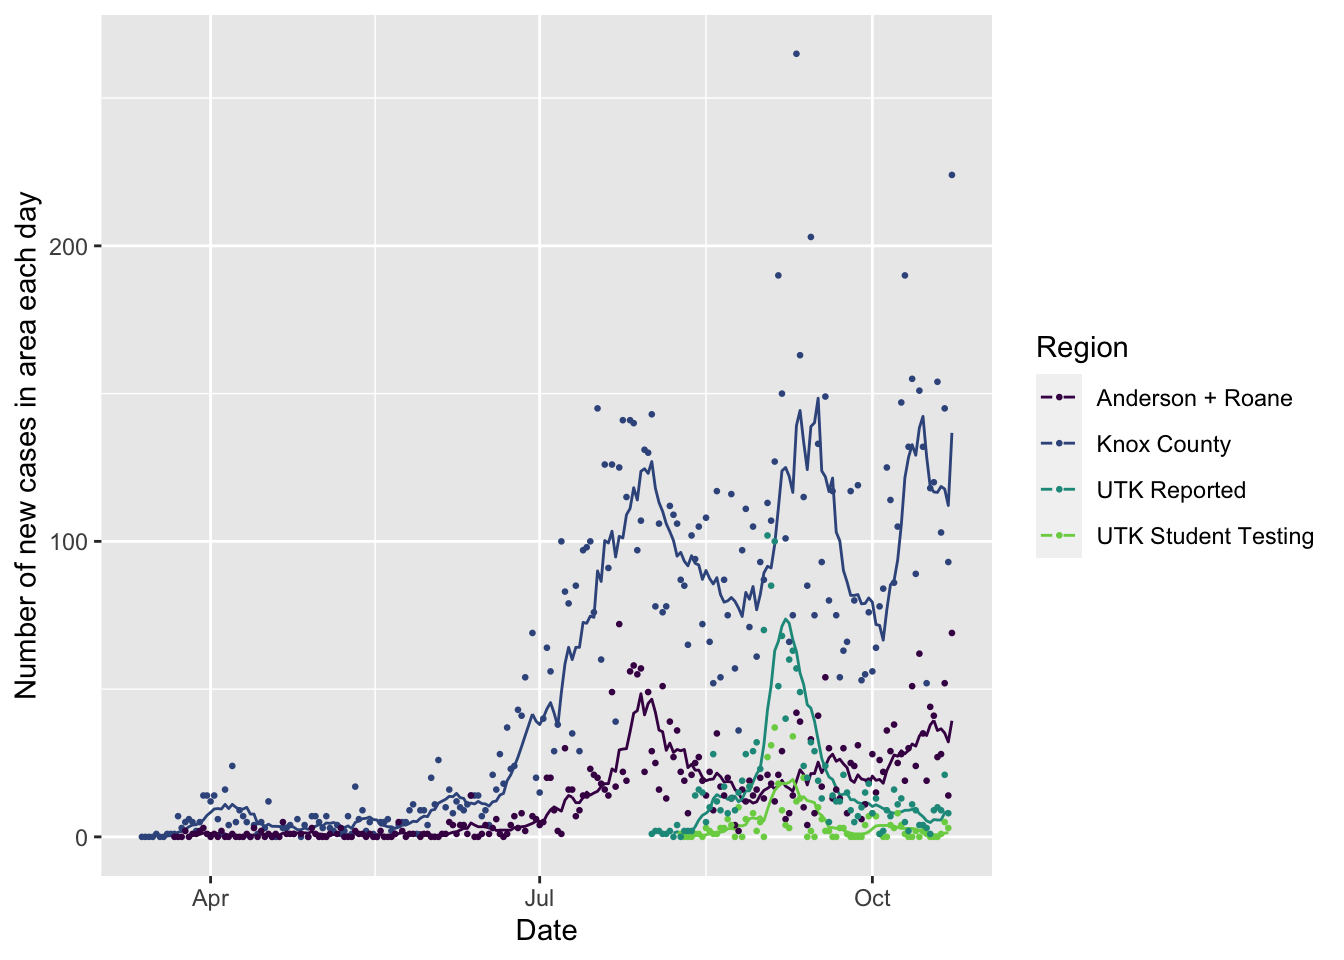 Number of new cases in area each day
200
100
0
Apr
Jul
Oct
Date
Region
Anderson + Roane
Knox County
UTK Reported
UTK Student Testing